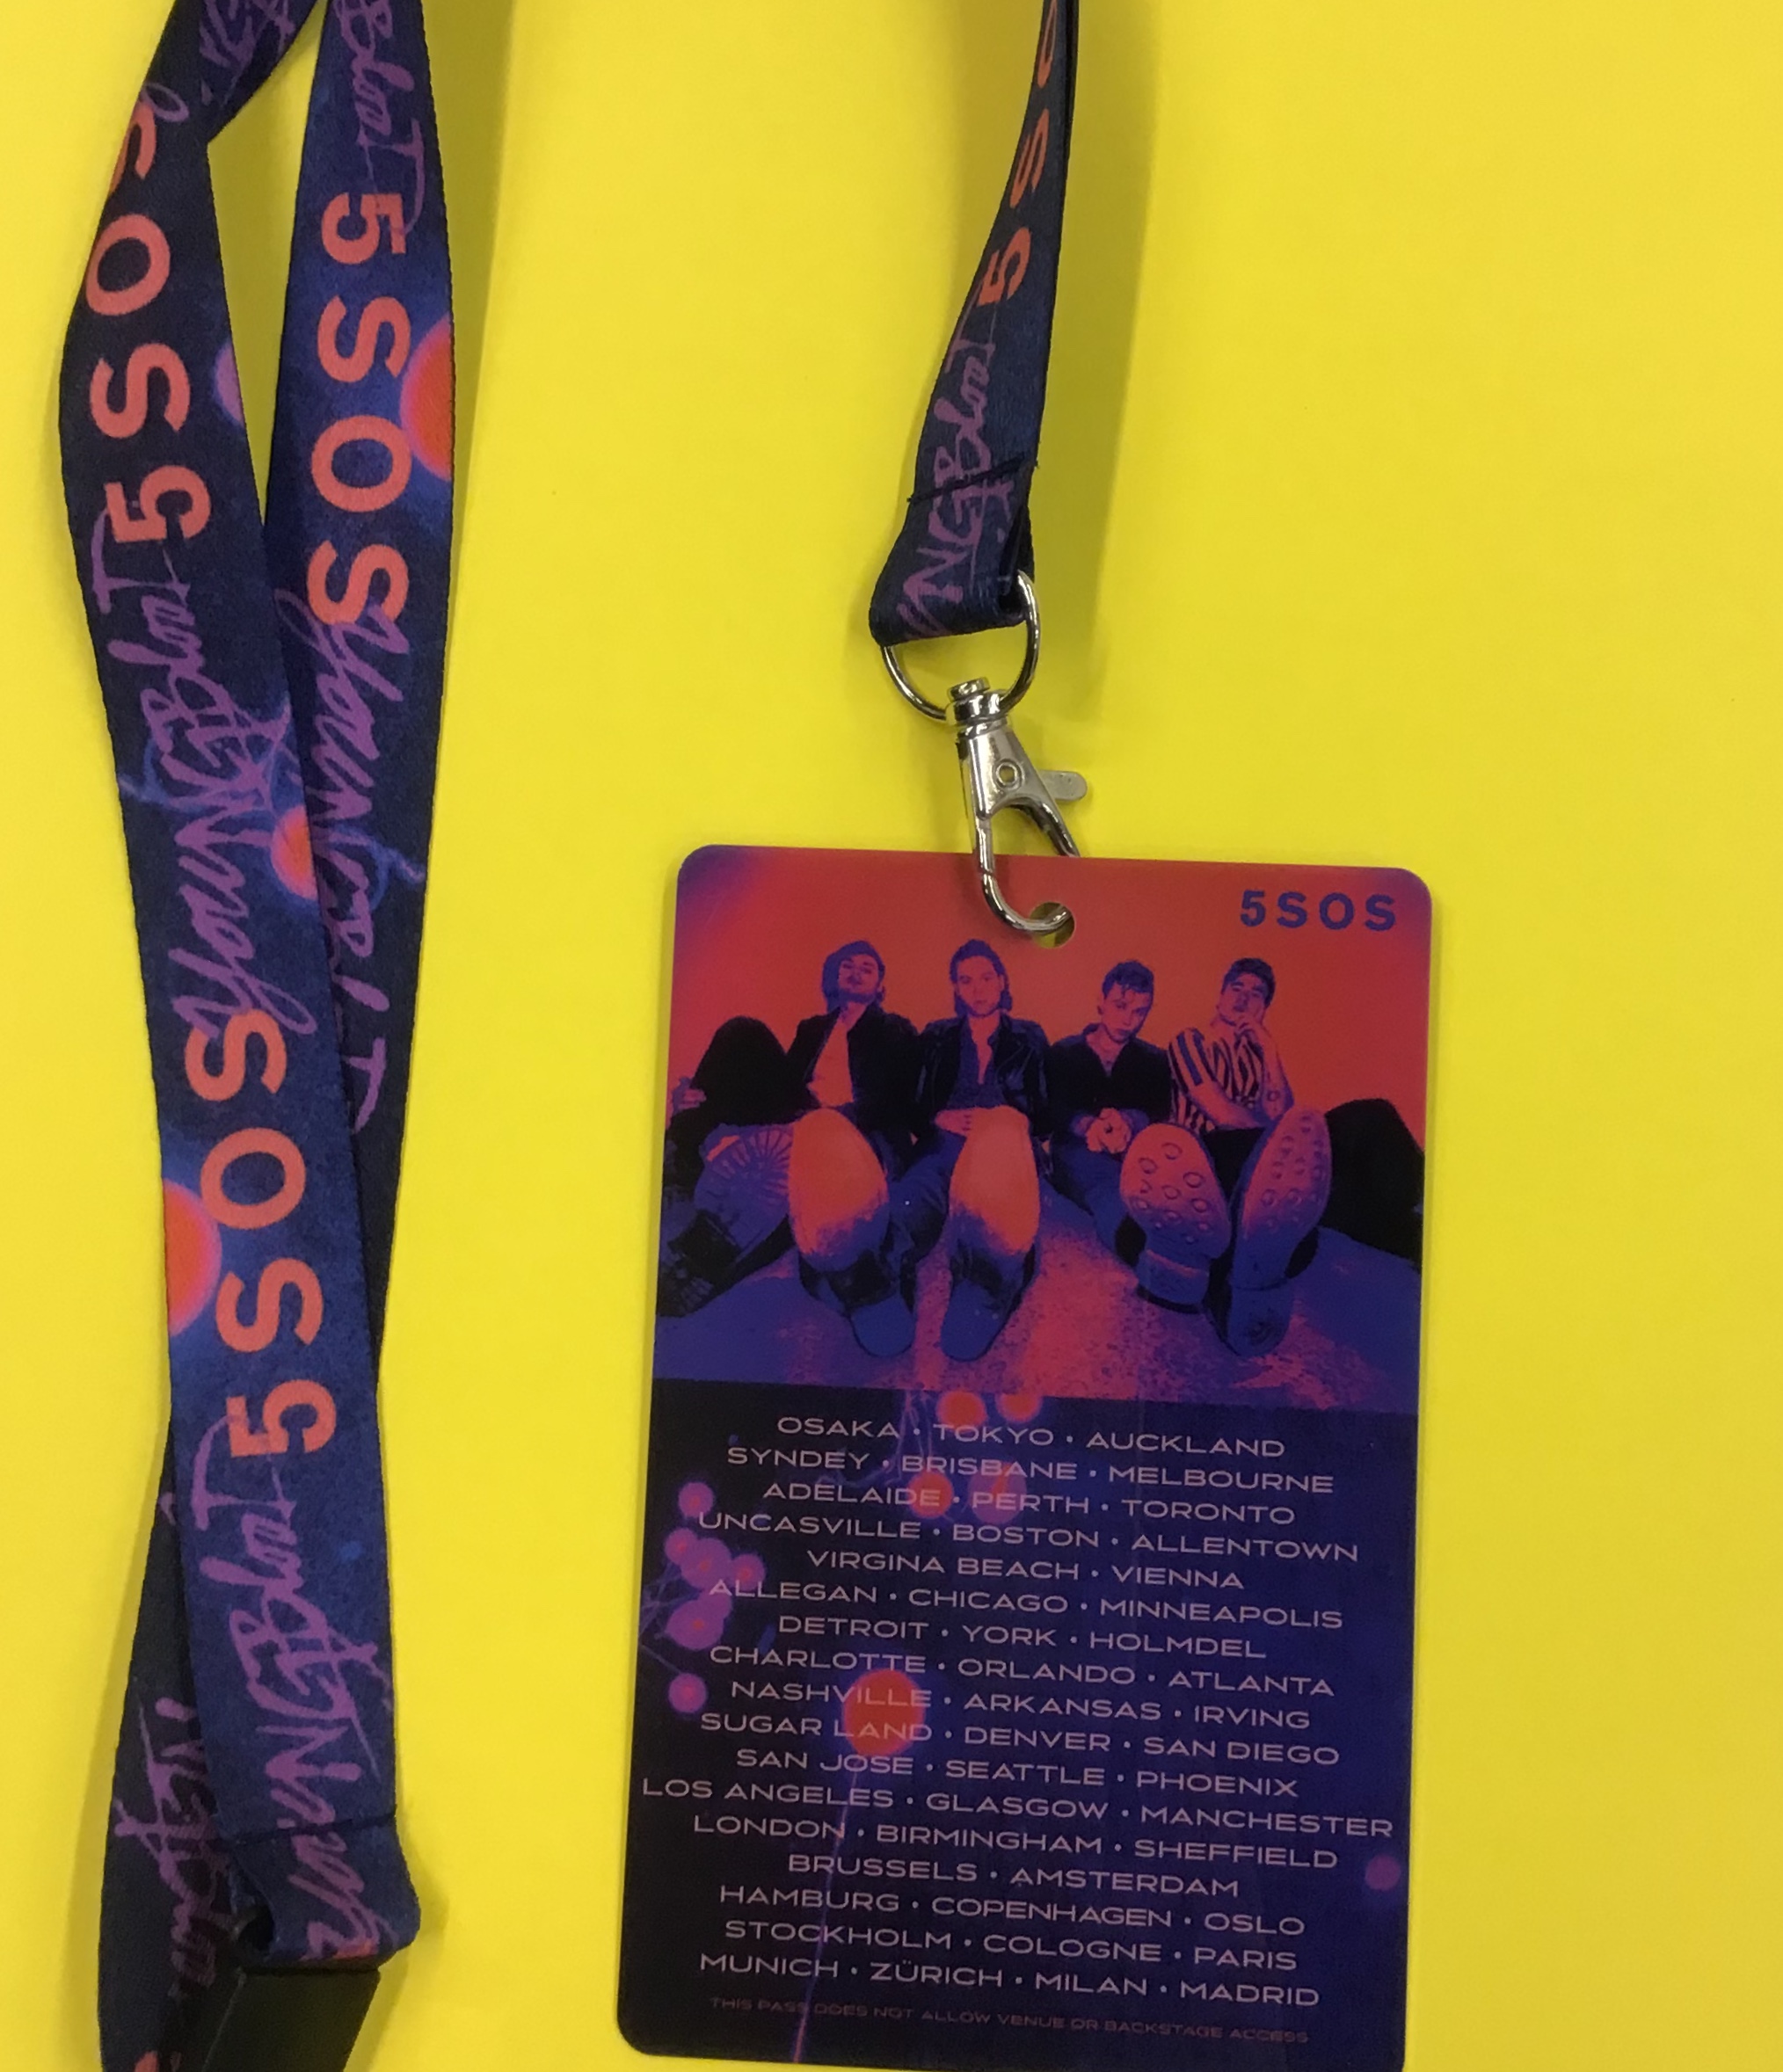 5SOS
YounGBlooT
5SOS
YounGBlooT
5SOS
5SOS
5SOS
OSAKA • TOKYO • AUCKLAND
SYNDEY • BRISBANE • MELBOURNE
ADELAIDE • PERTH • TORONTO
UNCASVILLE • BOSTON • ALLENTOWN
VIRGINA BEACH • VIENNA
ALLEGAN • CHICAGO • MINNEAPOLIS
DETROIT • YORK • HOLMDEL
CHARLOTTE • ORLANDO • ATLANTA
NASHVILLE • ARKANSAS • IRVING
SUGAR LAND • DENVER • SAN DIEGO
SAN JOSE • SEATTLE • PHOENIX
LOS ANGELES • GLASGOW • MANCHESTER
LONDON • BIRMINGHAM • SHEFFIELD
BRUSSELS • AMSTERDAM
HAMBURG • COPENHAGEN • OSLO
STOCKHOLM • COLOGNE • PARIS
MUNICH • ZÜRICH • MILAN • MADRID
THIS PASS DOES NOT ALLOW VENUE OR BACKSTAGE ACCESS